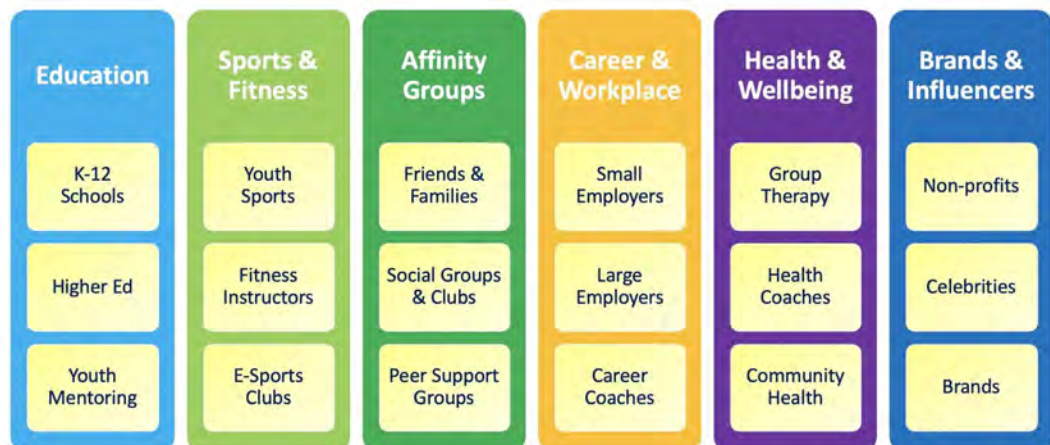 Education
K-12
Schools
Higher Ed
Youth
Mentoring
Sports &
Fitness
Youth
Sports
Fitness
Instructors
E-Sports
Clubs
Affinity
Groups
Friends &
Families
Social Groups
& Clubs
Peer Support
Groups
Career &
Workplace
Small
Employers
Large
Employers
Career
Coaches
Health &
Wellbeing
Group
Therapy
Health
Coaches
Community
Health
Brands &
Influencers
Non-profits
Celebrities
Brands